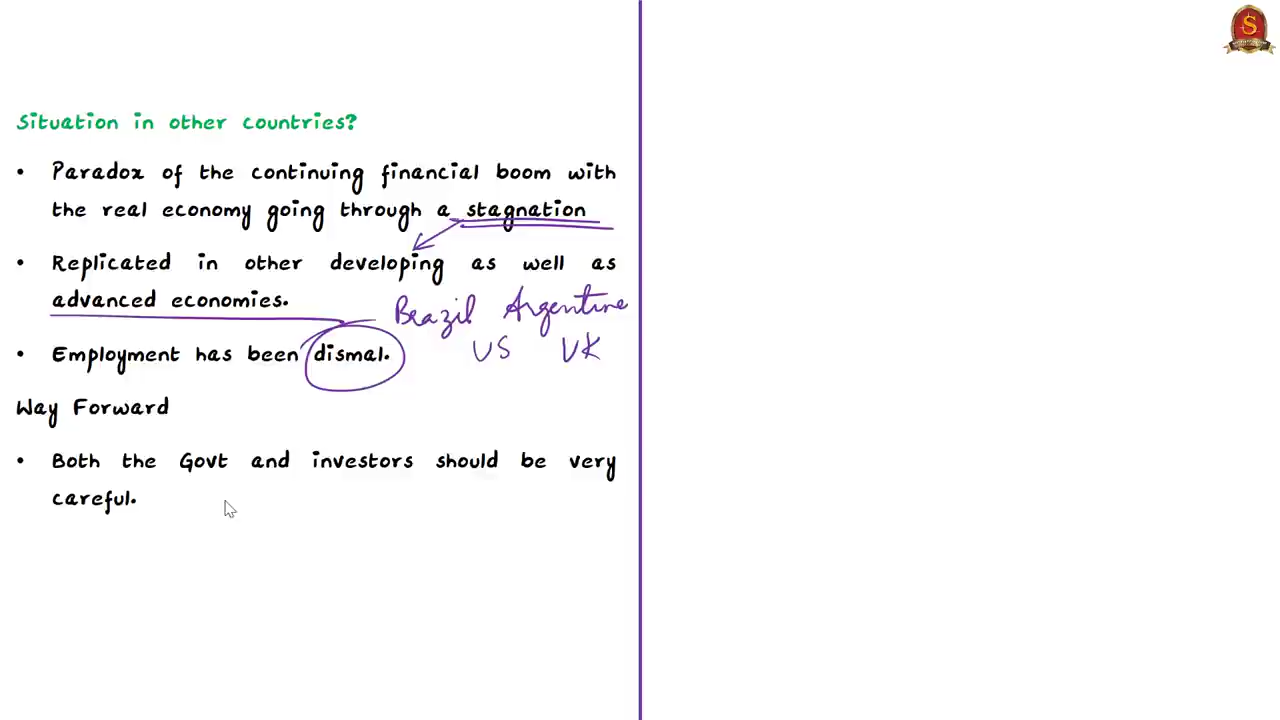 Situation in other countries?
• Paradox of the continuing financial boom with
the real economy going through a stagnation
• Replicated in other developing as well as
advanced economies.
Brazil Argentine
• Employment has been dismal.
US UK
Way Forward
• Both the Govt and investors should be very
careful.
S